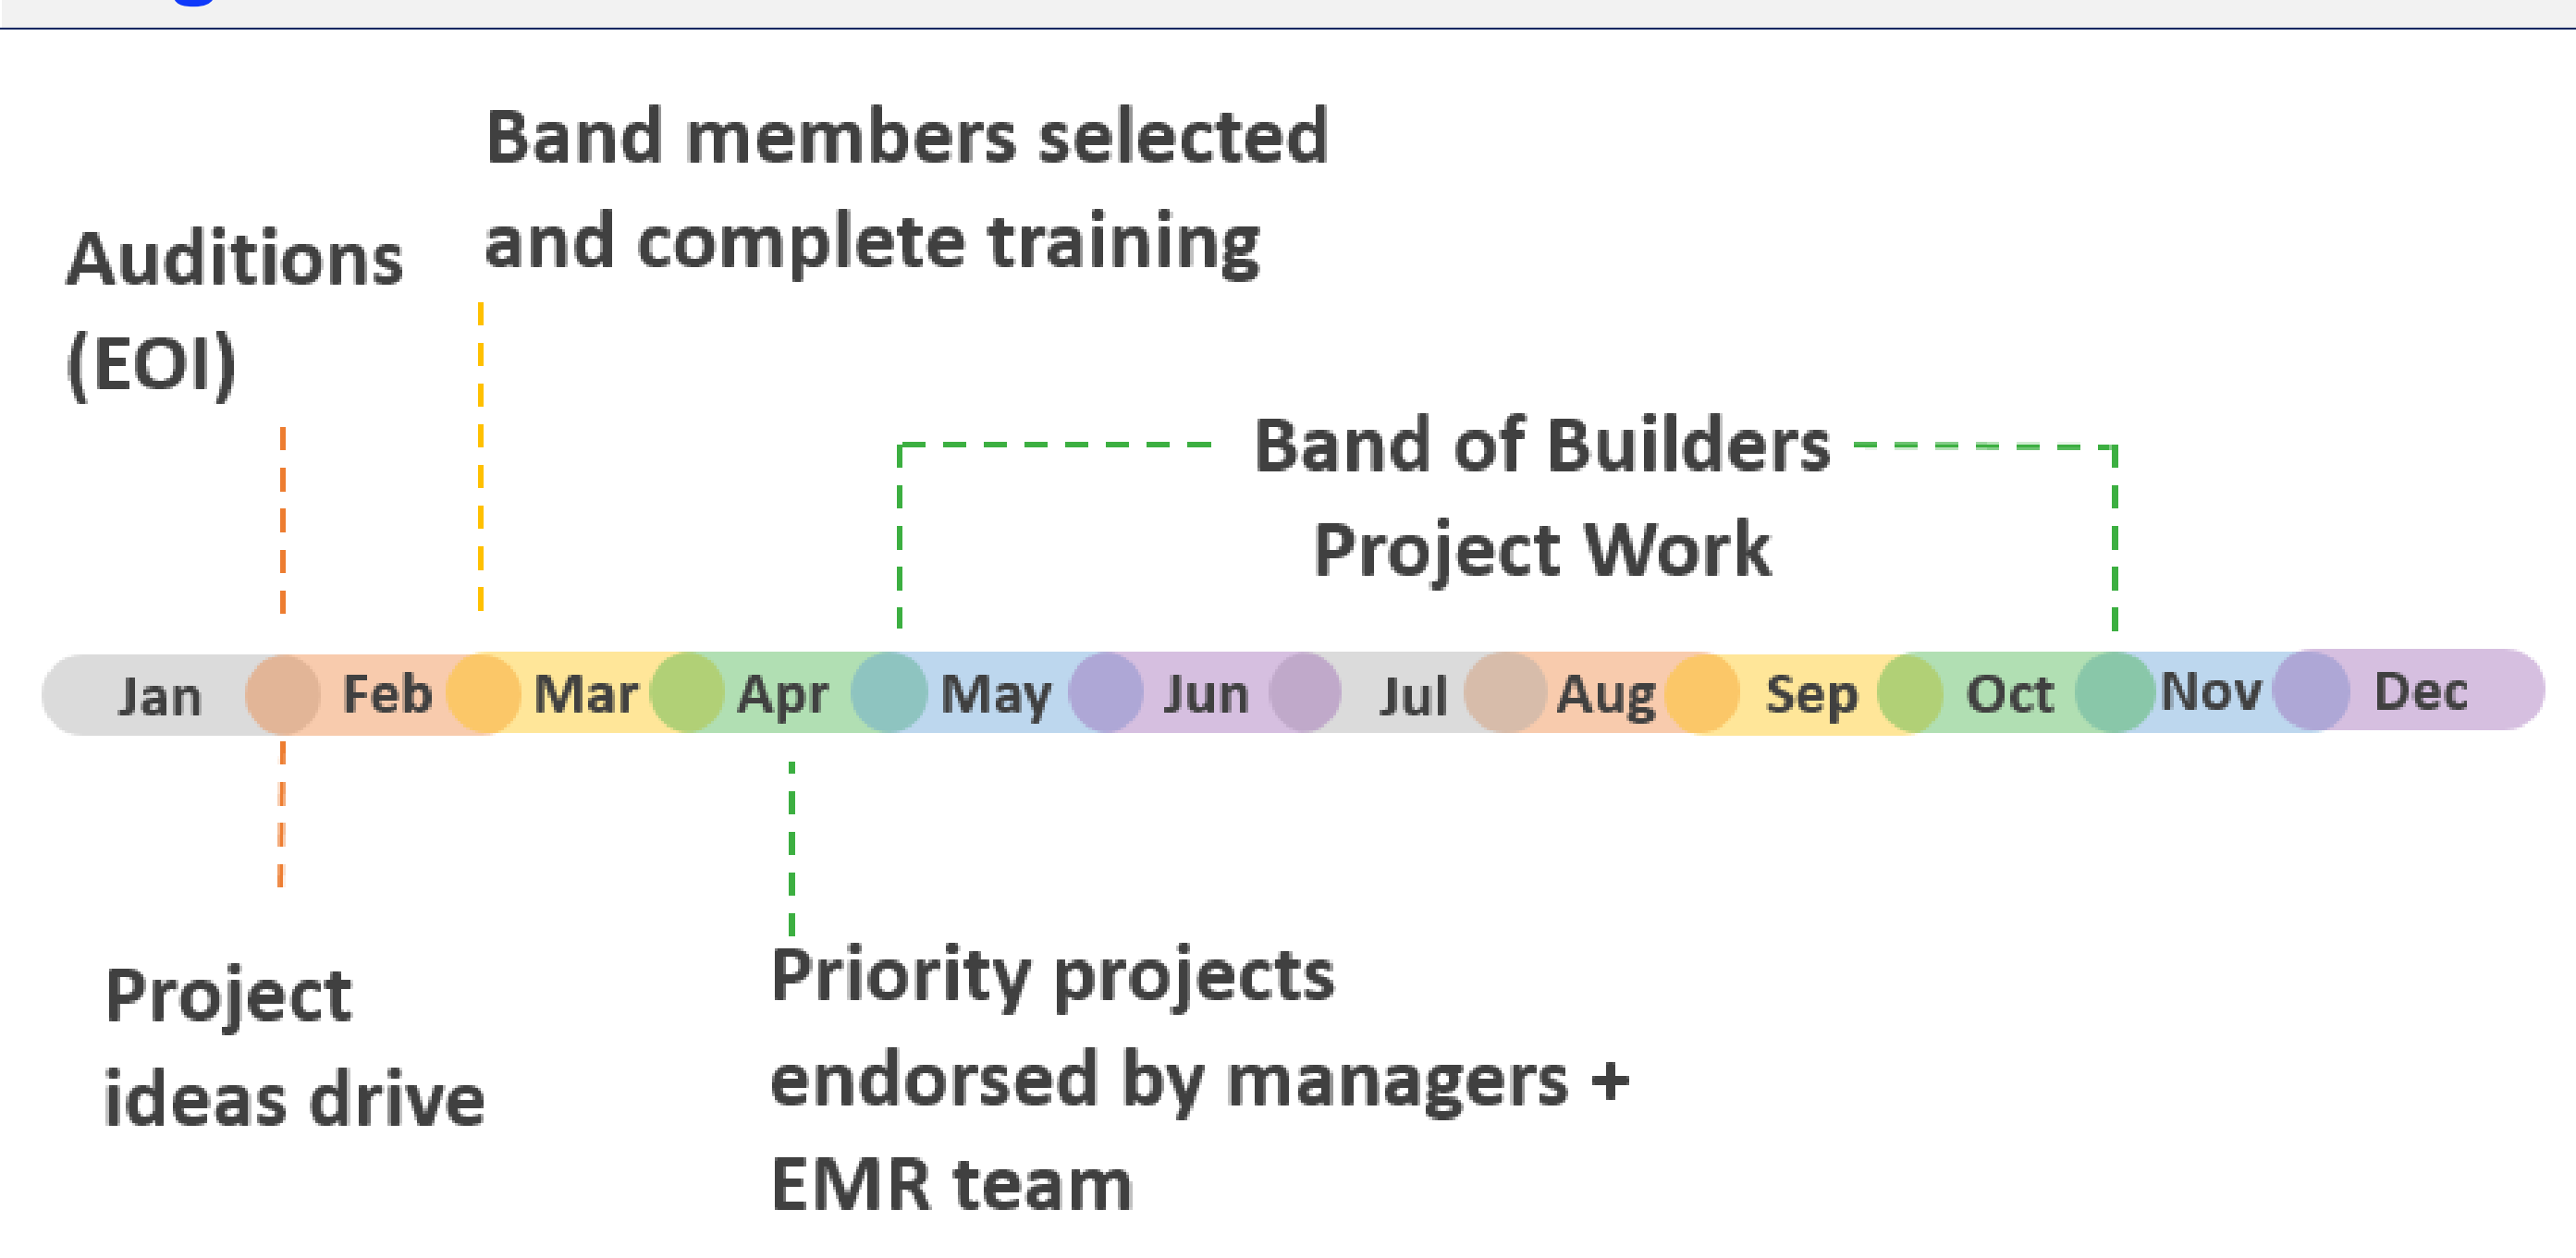 Band members selected
and complete training
Auditions
(EOI)
Band of Builders
Project Work
Jan Feb Mar Apr May Jun Jul Aug Sep Oct Nov Dec
Project
ideas drive
Priority projects
endorsed by managers +
EMR team